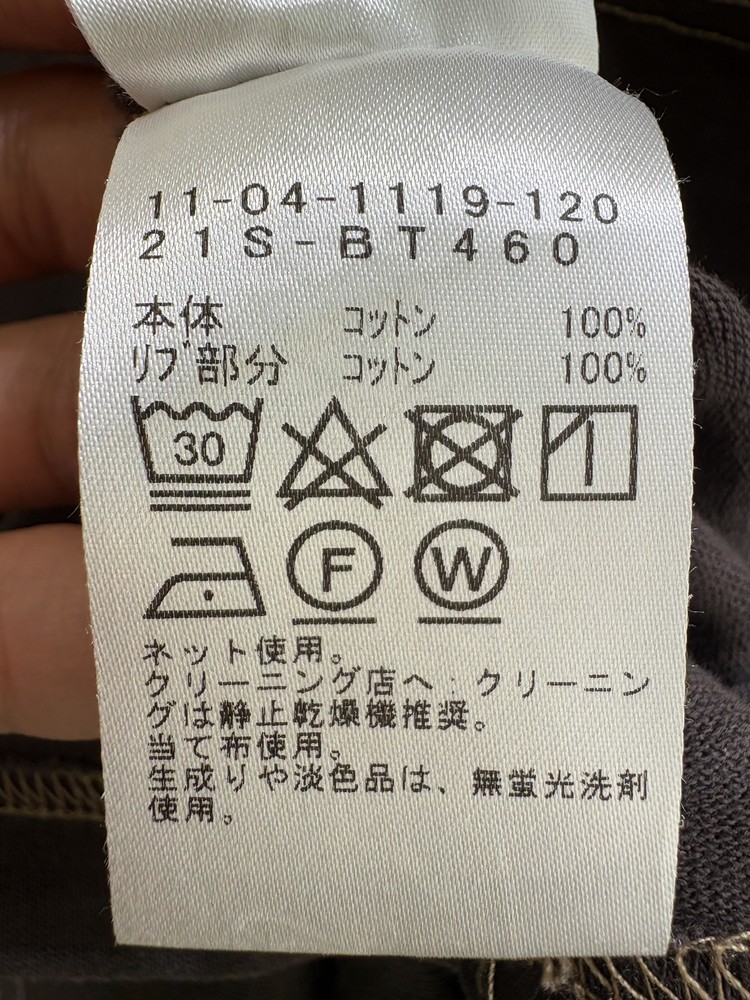 11-04-1119-120
21S-BT460
本体 コットン 100%
リブ部分 コットン 100%
30
F W
ネット使用。
クリーニング店へ：クリーニン
グは静止乾燥機推奨。
当て布使用。
生成りや淡色品は、無蛍光洗剤
使用。